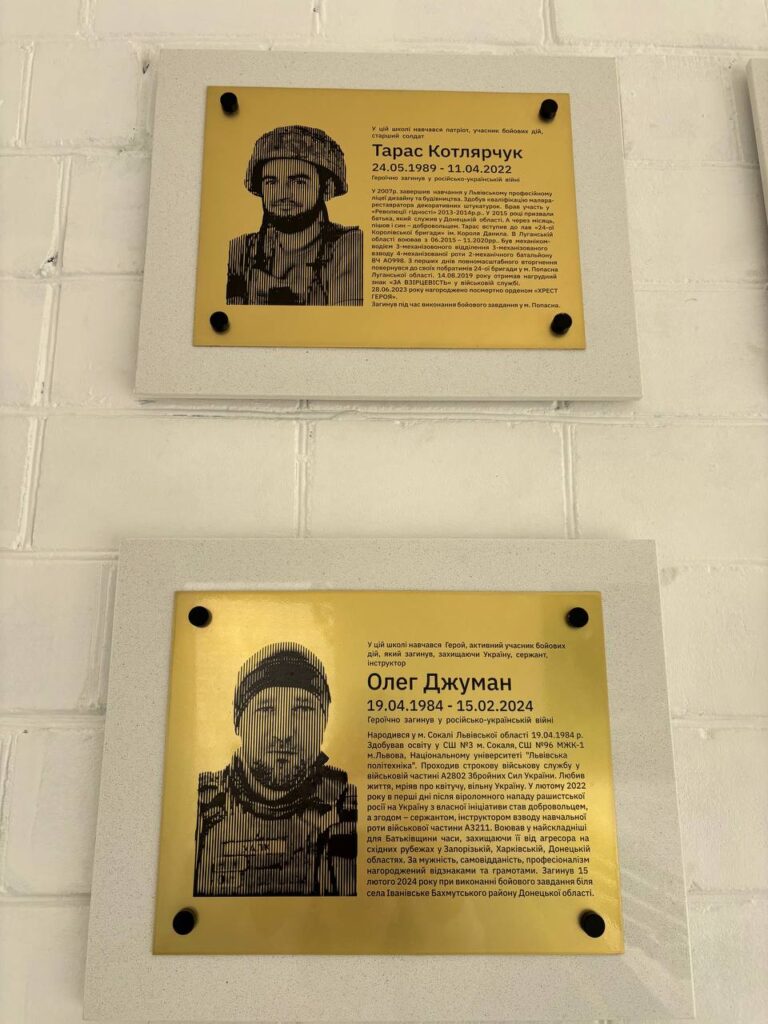 У цій школі навчався патріот, учасник бойових дій,
старший солдат
Тарас Котлярчук
24.05.1989 - 11.04.2022
Героїчно загинув у російсько-українській війні
У 2007р. завершив навчання у Львівському професійному
ліцеї дизайну та будівництва. Здобув кваліфікацію маляра-
реставратора декоративних штукатурок. Брав участь у
«Революції гідності» 2013-2014р.р.. У 2015 році призвали
батька, який служив у Донецькій області. А через місяць,
пішов і син – добровольцем. Тарас вступив до лав «24-ої
Королівської бригади» ім. Короля Данила. В Луганській
області воював з 06.2015 – 11.2020рр.. Був механіком-
водієм 3-механізованого відділення 3-механізованого
взводу 4-механізованої роти 2-механічного батальйону
ВЧ А0998. З перших днів повномасштабного вторгнення
повернувся до своїх побратимів 24-ої бригади у м. Попасна
Луганської області. 14.08.2019 року отримав нагрудний
знак «ЗА ВЗІРЦЕВІСТЬ» у військовій службі.
28.06.2023 року нагороджено посмертно орденом «ХРЕСТ
ГЕРОЯ».
Загинув під час виконання бойового завдання у м. Попасна.
У цій школі навчався Герой, активний учасник бойових
дій, який загинув, захищаючи Україну, сержант,
інструктор
Олег Джуман
19.04.1984 - 15.02.2024
Героїчно загинув у російсько-українській війні
Народився у м. Сокалі Львівської області 19.04.1984 р.
Здобував освіту у СШ №3 м. Сокаля, СШ №96 МЖК-1
м.Львова, Національному університеті "Львівська
політехніка". Проходив строкову військову службу у
військовій частині А2802 Збройних Сил України. Любив
життя, мріяв про квітучу, вільну Україну. У лютому 2022
року в перші дні після віроломного нападу рашистської
росії на Україну з власної ініціативи став добровольцем,
а згодом – сержантом, інструктором взводу навчальної
роти військової частини А3211. Воював у найскладніші
для Батьківщини часи, захищаючи її від агресора на
східних рубежах у Запорізькій, Харківській, Донецькій
областях. За мужність, самовідданість, професіоналізм
нагороджений відзнаками та грамотами. Загинув 15
лютого 2024 року при виконанні бойового завдання біля
села Іванівське Бахмутського району Донецької області.